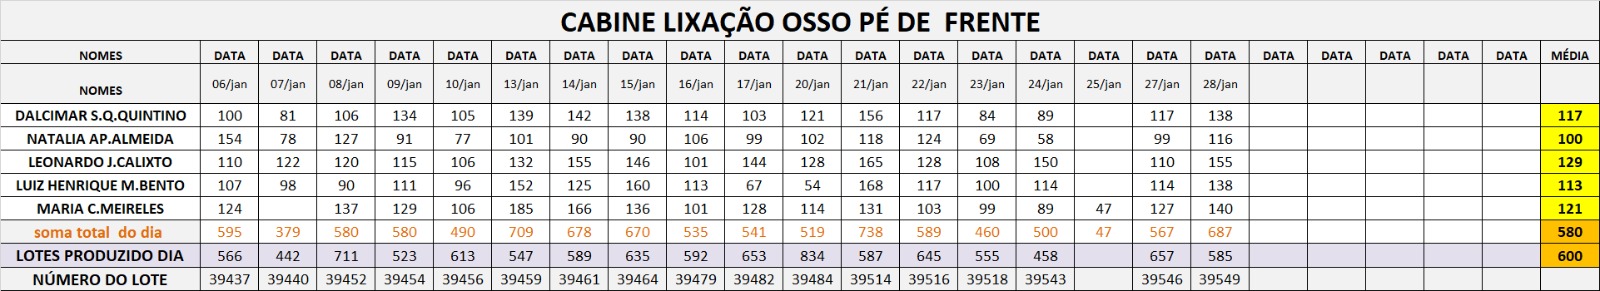 CABINE LIXAÇÃO OSSO PÉ DE FRENTE
NOMES DATA DATA DATA DATA DATA DATA DATA DATA DATA DATA DATA DATA DATA DATA DATA DATA DATA DATA DATA DATA DATA DATA DATA MÉDIA
NOMES 06/jan 07/jan 08/jan 09/jan 10/jan 13/jan 14/jan 15/jan 16/jan 17/jan 20/jan 21/jan 22/jan 23/jan 24/jan 25/jan 27/jan 28/jan
DALCIMAR S.Q.QUINTINO 100 81 106 134 105 139 142 138 114 103 121 156 117 84 89 117 138 117
NATALIA AP.ALMEIDA 154 78 127 91 77 101 90 90 106 99 102 118 124 69 58 99 116 100
LEONARDO J.CALIXTO 110 122 120 115 106 132 155 146 101 144 128 165 128 108 150 110 155 129
LUIZ HENRIQUE M.BENTO 107 98 90 111 96 152 125 160 113 67 54 168 117 100 114 114 138 113
MARIA C.MEIRELES 124 137 129 106 185 166 136 101 128 114 131 103 99 89 47 127 140 121
soma total do dia 595 379 580 580 490 709 678 670 535 541 519 738 589 460 500 47 567 687 580
LOTES PRODUZIDO DIA 566 442 711 523 613 547 589 635 592 653 834 587 645 555 458 657 585 600
NÚMERO DO LOTE 39437 39440 39452 39454 39456 39459 39461 39464 39479 39482 39484 39514 39516 39518 39543 39546 39549